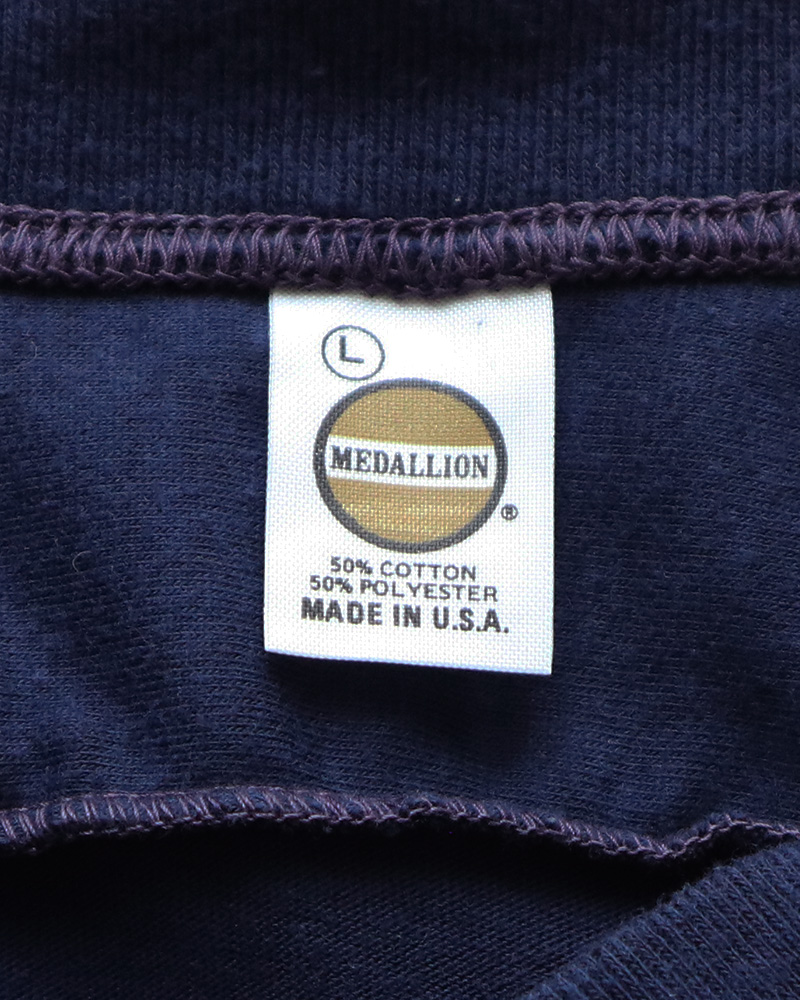 L
MEDALLION
®
50% COTTON
50% POLYESTER
MADE IN U.S.A.